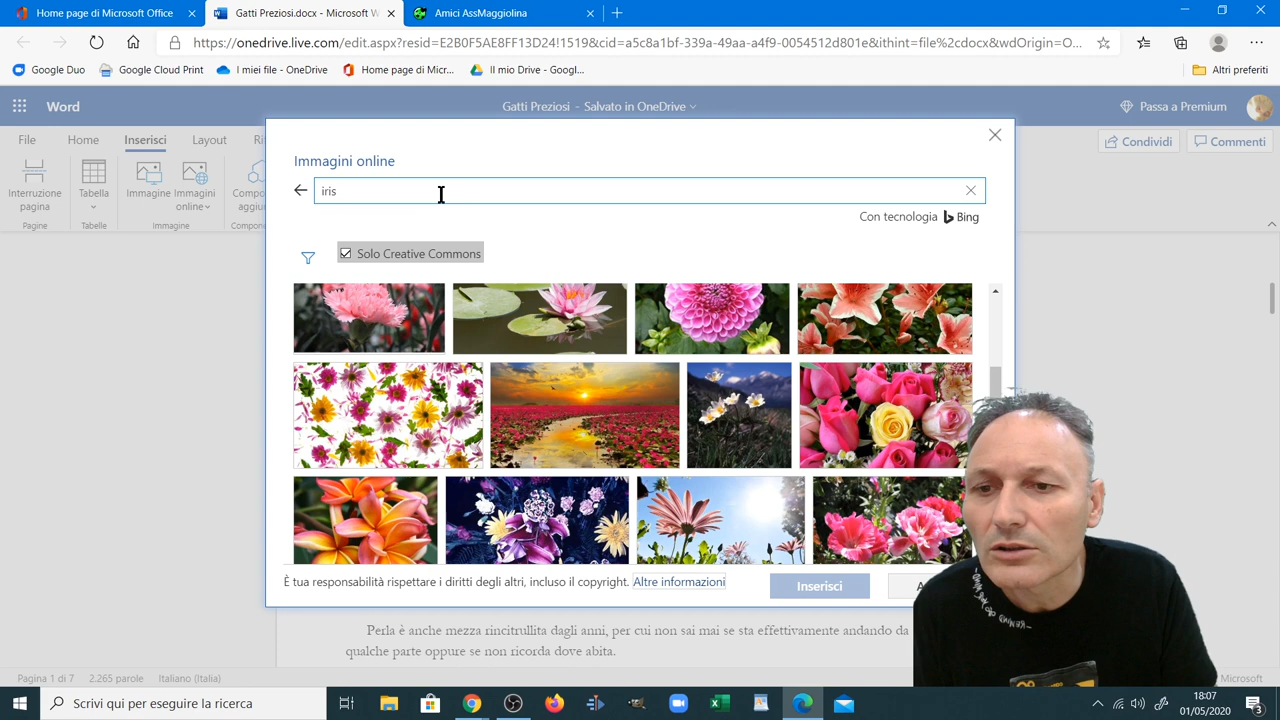 Home page di Microsoft Office
Gatti Preziosi.docx - Microsoft W
Amici AssMaggiolina
https://onedrive.live.com/edit.aspx?resid=E2B0F5AE8FF13D24!1519&cid=a5c8a1bf-339a-49aa-a4f9-0054512d801e&ithint=file%2cdocx&wdOrigin=O...
Google Duo
Google Cloud Print
I miei file - OneDrive
Home page di Micr...
Il mio Drive - Googl...
Altri preferiti
Word
Gatti Preziosi - Salvato in OneDrive
Passa a Premium
File
Home
Inserisci
Layout
Condividi
Commenti
Interruzione pagina
Tabella
Immagine
Immagini online
Pagine
Tabelle
Immagine
Immagini online
iris
Con tecnologia Bing
Solo Creative Commons
È tua responsabilità rispettare i diritti degli altri, incluso il copyright. Altre informazioni
Inserisci
Perla è anche mezza rincitrullita dagli anni, per cui non sai mai se sta effettivamente andando da
qualche parte oppure se non ricorda dove abita.
Pagina 1 di 7
2.265 parole
Italiano (Italia)
Microsoft
Scrivi qui per eseguire la ricerca
18:07
01/05/2020
3